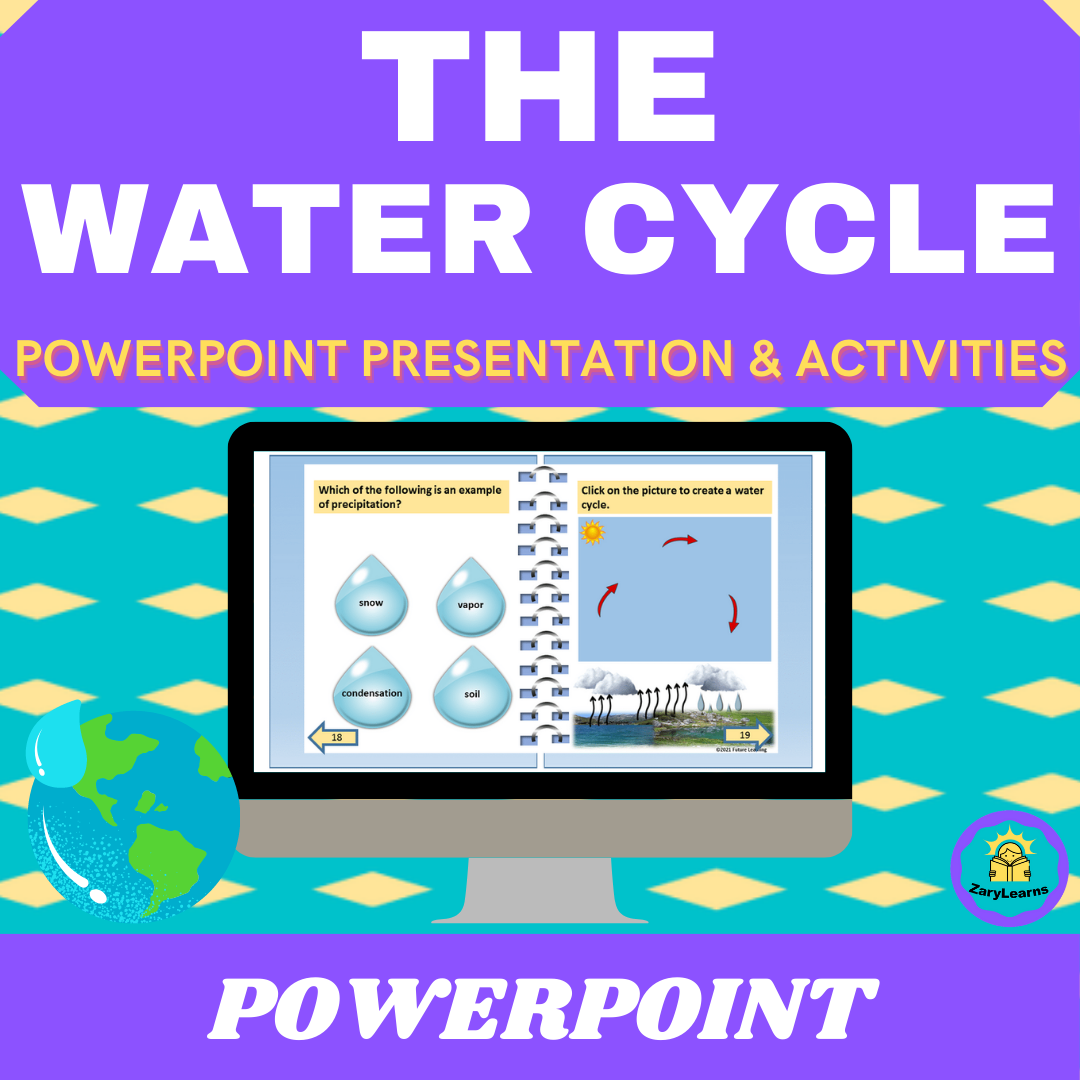 THE
WATER CYCLE
POWERPOINT PRESENTATION & ACTIVITIES
Which of the following is an example
of precipitation?
snow
vapor
condensation
soil
18
Click on the picture to create a water
cycle.
19
©2021 Future Learning
ZaryLearns
POWERPOINT